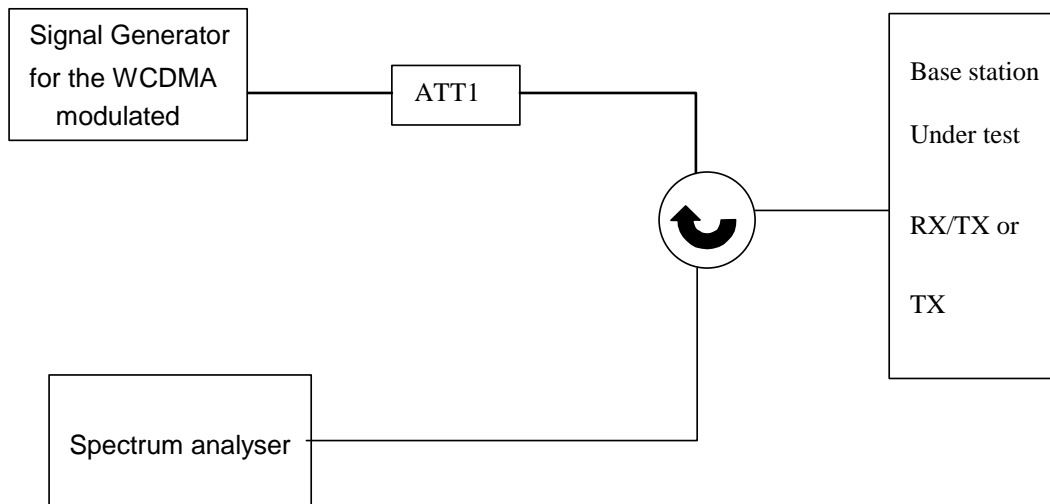 Signal Generator
for the WCDMA
modulated
ATT1
Base station
Under test
RX/TX or
TX
Spectrum analyser